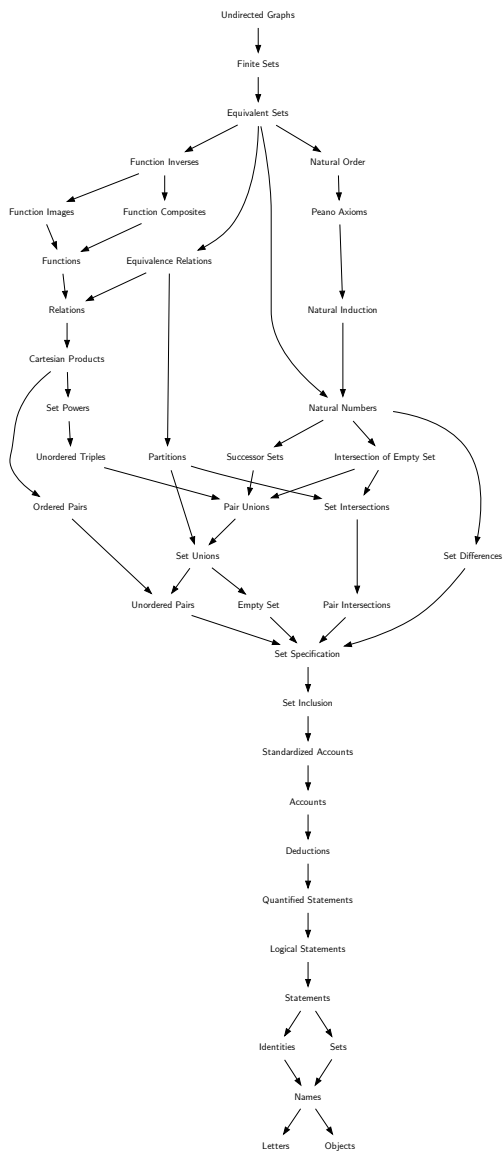 Undirected Graphs
Finite Sets
Equivalent Sets
Function Inverses
Natural Order
Function Images
Function Composites
Peano Axioms
Functions
Equivalence Relations
Relations
Natural Induction
Cartesian Products
Set Powers
Natural Numbers
Unordered Triples
Partitions
Successor Sets
Intersection of Empty Set
Ordered Pairs
Pair Unions
Set Intersections
Set Unions
Set Differences
Unordered Pairs
Empty Set
Pair Intersections
Set Specification
Set Inclusion
Standardized Accounts
Accounts
Deductions
Quantified Statements
Logical Statements
Statements
Identities
Sets
Names
Letters
Objects